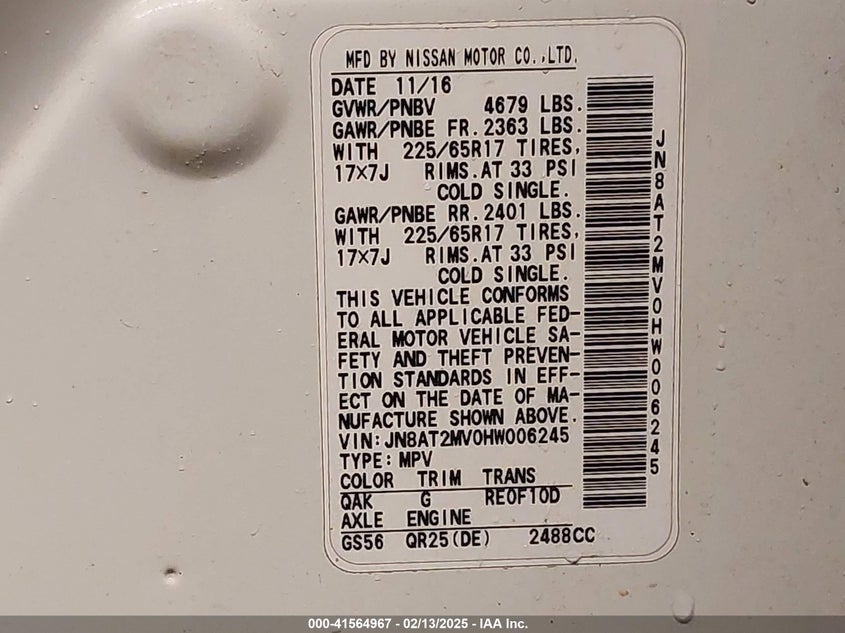 MFD BY NISSAN MOTOR CO.,LTD.
DATE 11/16
GVWR/PNBV 4679 LBS.
GAWR/PNBE FR. 2363 LBS.
WITH 225/65R17 TIRES,
17×7J RIMS.AT 33 PSI
COLD SINGLE.
GAWR/PNBE RR. 2401 LBS.
WITH 225/65R17 TIRES,
17×7J RIMS.AT 33 PSI
COLD SINGLE.
THIS VEHICLE CONFORMS
TO ALL APPLICABLE FED-
ERAL MOTOR VEHICLE SA-
FETY AND THEFT PREVEN-
TION STANDARDS IN EFF-
ECT ON THE DATE OF MA-
NUFACTURE SHOWN ABOVE.
VIN:JN8AT2MV0HW006245
TYPE:MPV
COLOR TRIM TRANS
QAK G RE0F10D
AXLE ENGINE
GS56 QR25(DE) 2488CC
JN8AT2MV0HW006245
000-41564967 - 02/13/2025 - IAA Inc.